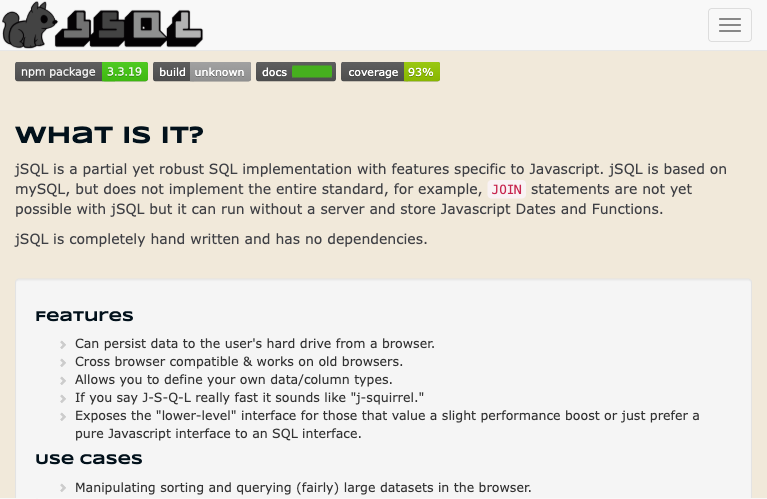 jSQL
npm package 3.3.19 build unknown docs coverage 93%
What is it?
jSQL is a partial yet robust SQL implementation with features specific to Javascript. jSQL is based on
mySQL, but does not implement the entire standard, for example, JOIN statements are not yet
possible with jSQL but it can run without a server and store Javascript Dates and Functions.
jSQL is completely hand written and has no dependencies.
Features
Can persist data to the user's hard drive from a browser.
Cross browser compatible & works on old browsers.
Allows you to define your own data/column types.
If you say J-S-Q-L really fast it sounds like "j-squirrel."
Exposes the "lower-level" interface for those that value a slight performance boost or just prefer a
pure Javascript interface to an SQL interface.
Use Cases
Manipulating sorting and querying (fairly) large datasets in the browser.